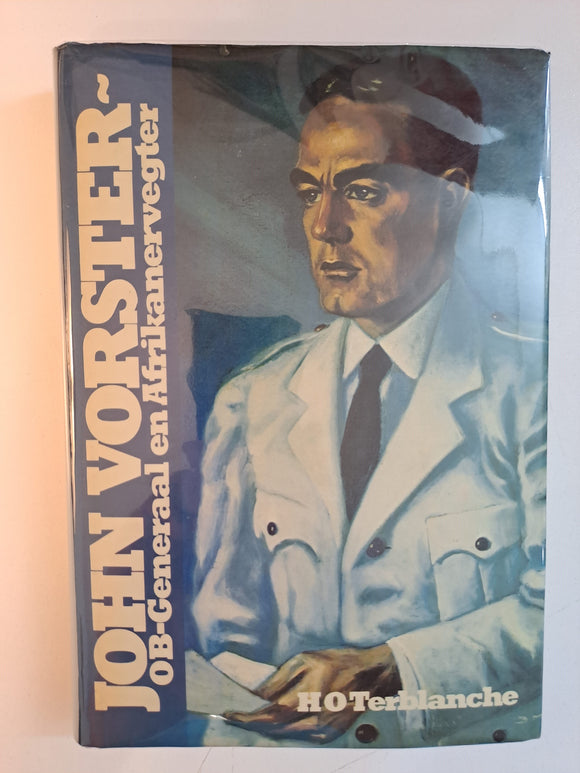 JOHN VORSTER~
OB-Generaal en Afrikanervegter
H O Terblanche